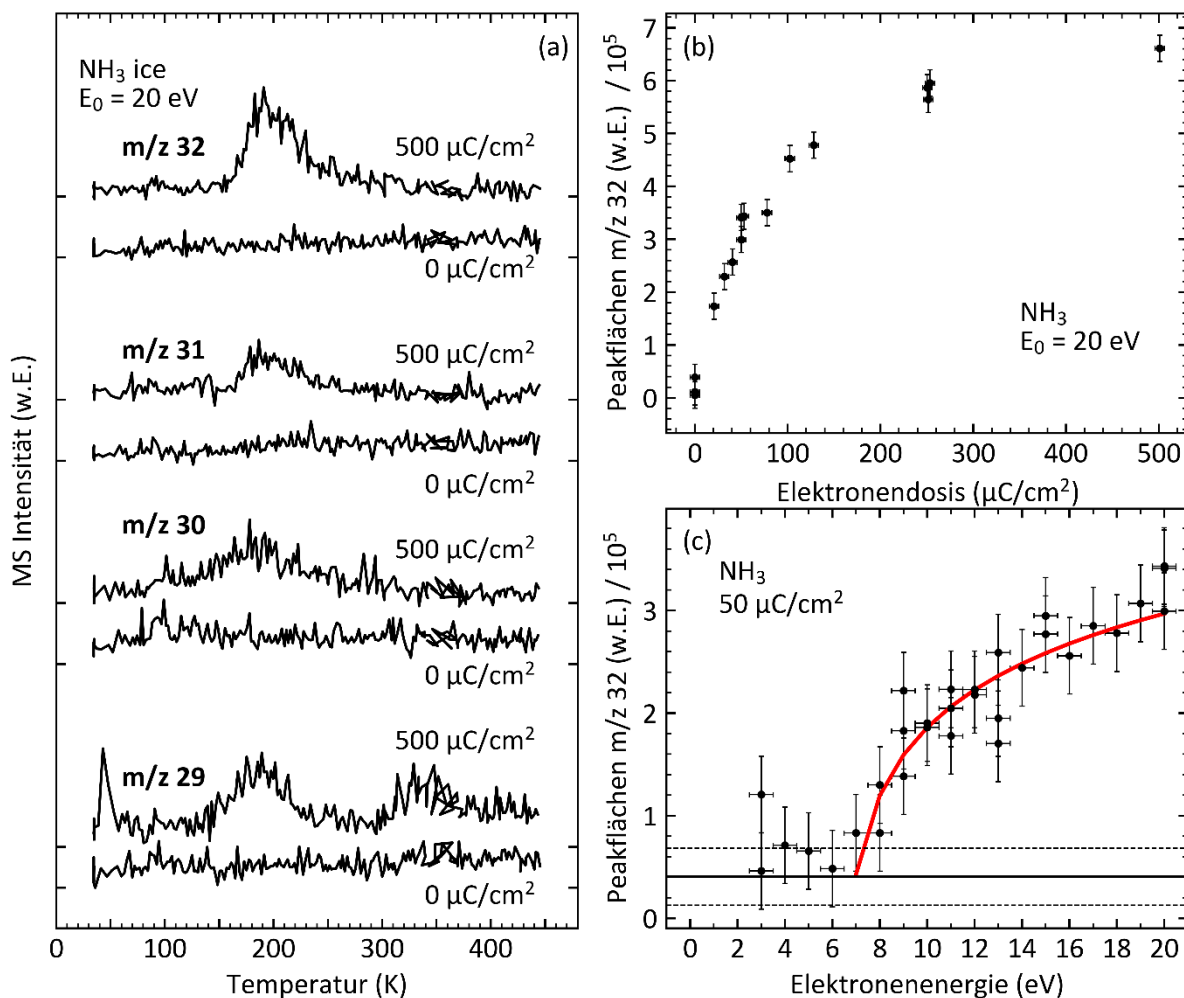 (a)
NH₃ ice
E₀ = 20 eV
m/z 32
500 µC/cm²
0 µC/cm²
m/z 31
500 µC/cm²
0 µC/cm²
m/z 30
500 µC/cm²
0 µC/cm²
m/z 29
500 µC/cm²
0 µC/cm²
MS Intensität (w.E.)
0 100 200 300 400
Temperatur (K)
(b)
7
6
5
4
3
2
1
0
Peakflächen m/z 32 (w.E.) / 10⁵
NH₃
E₀ = 20 eV
0 100 200 300 400 500
Elektronendosis (µC/cm²)
(c)
NH₃
50 µC/cm²
3
2
1
0
Peakflächen m/z 32 (w.E.) / 10⁵
0 2 4 6 8 10 12 14 16 18 20
Elektronenenergie (eV)